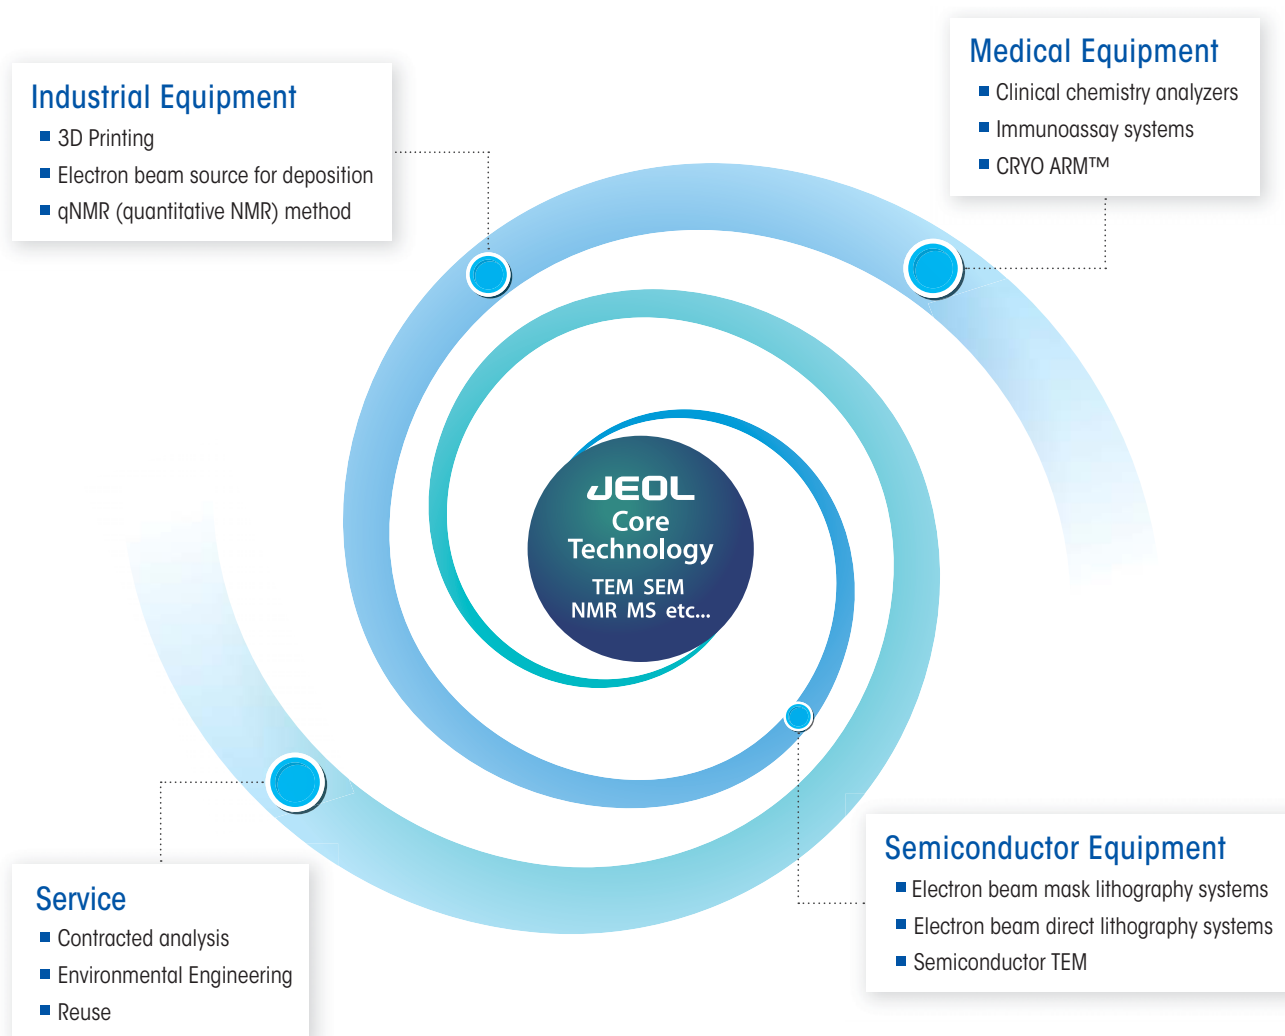 Industrial Equipment
3D Printing
Electron beam source for deposition
qNMR (quantitative NMR) method
Medical Equipment
Clinical chemistry analyzers
Immunoassay systems
CRYO ARM™
JEOL
Core
Technology
TEM SEM
NMR MS etc...
Service
Contracted analysis
Environmental Engineering
Reuse
Semiconductor Equipment
Electron beam mask lithography systems
Electron beam direct lithography systems
Semiconductor TEM